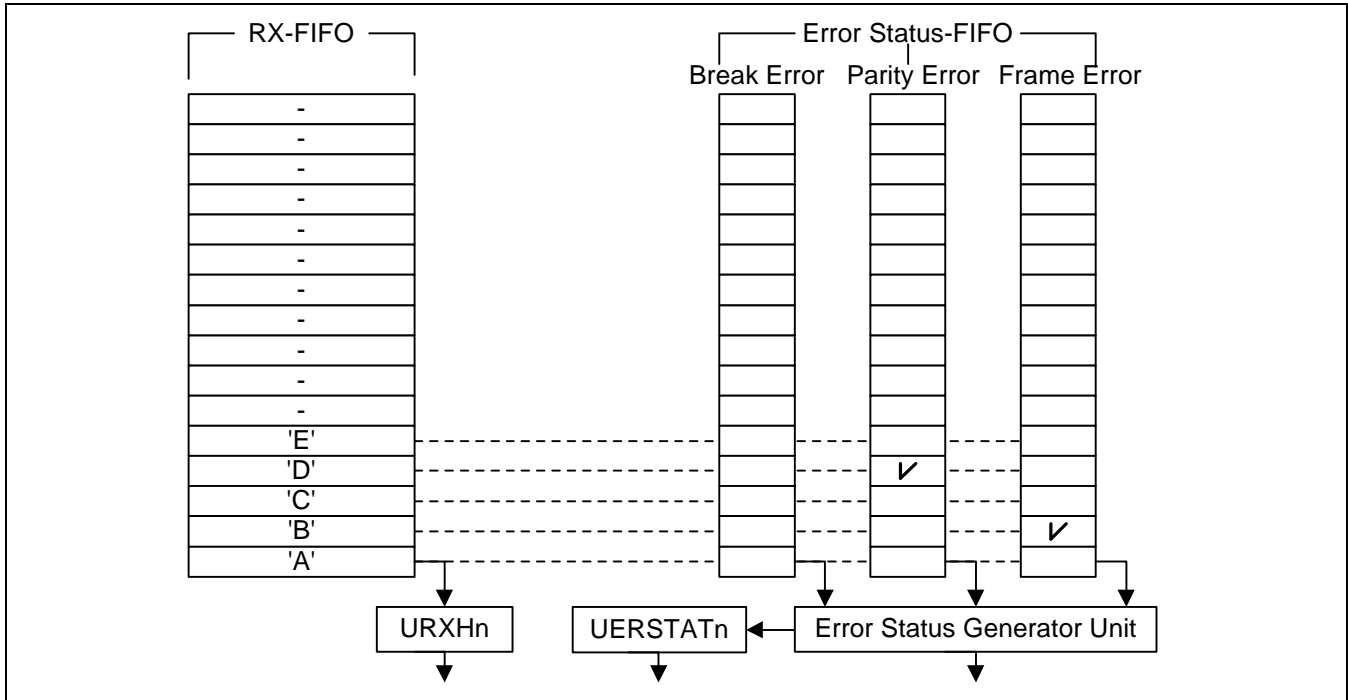 RX-FIFO
Error Status-FIFO
Break Error Parity Error Frame Error
-
-
-
-
-
-
-
-
-
-
-
'E'
'D'
'C'
'B'
'A'
URXHn UERSTATn Error Status Generator Unit